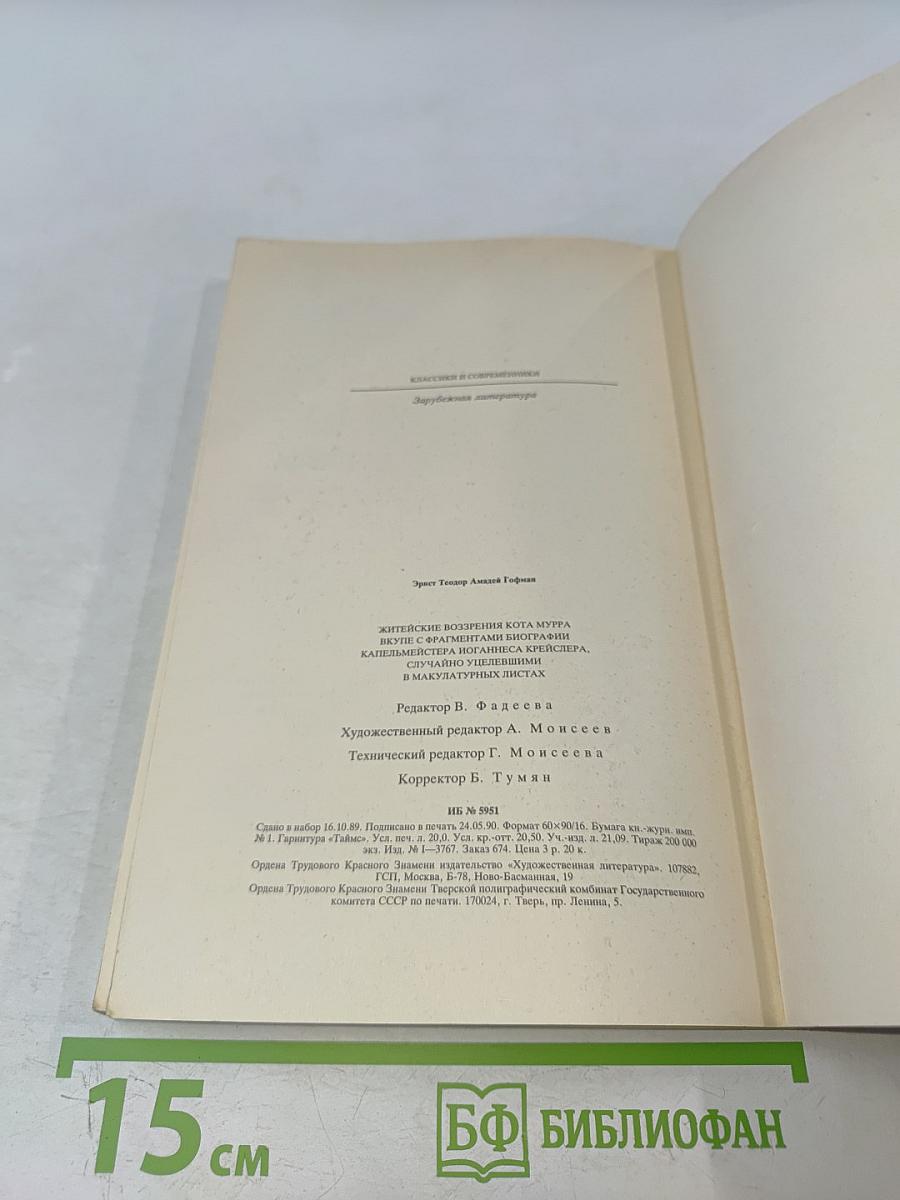 КЛАССИКИ И СОВРЕМЕННИКИ
Зарубежная литература
Эрнст Теодор Амадей Гофман
ЖИТЕЙСКИЕ ВОЗЗРЕНИЯ КОТА МУРРА
ВКУПЕ С ФРАГМЕНТАМИ БИОГРАФИИ
КАПЕЛЬМЕЙСТЕРА ИОГАННЕСА КРЕЙСЛЕРА,
СЛУЧАЙНО УЦЕЛЕВШИМИ
В МАКУЛАТУРНЫХ ЛИСТАХ
Редактор В. Фадеева
Художественный редактор А. Моисеев
Технический редактор Г. Моисеева
Корректор Б. Тумян
ИБ № 5951
Сдано в набор 16.10.89. Подписано в печать 24.05.90. Формат 60×90/16. Бумага кн.-журн. имп.
№ 1. Гарнитура «Таймс». Усл. печ. л. 20,0. Усл. кр.-отт. 20,50. Уч.-изд. л. 21,09. Тираж 200 000
экз. Изд. № I—3767. Заказ 674. Цена 3 р. 20 к.
Ордена Трудового Красного Знамени издательство «Художественная литература». 107882,
ГСП, Москва, Б-78, Ново-Басманная, 19
Ордена Трудового Красного Знамени Тверской полиграфический комбинат Государственного
комитета СССР по печати. 170024, г. Тверь, пр. Ленина, 5.
15 см
БФ БИБЛИОФАН